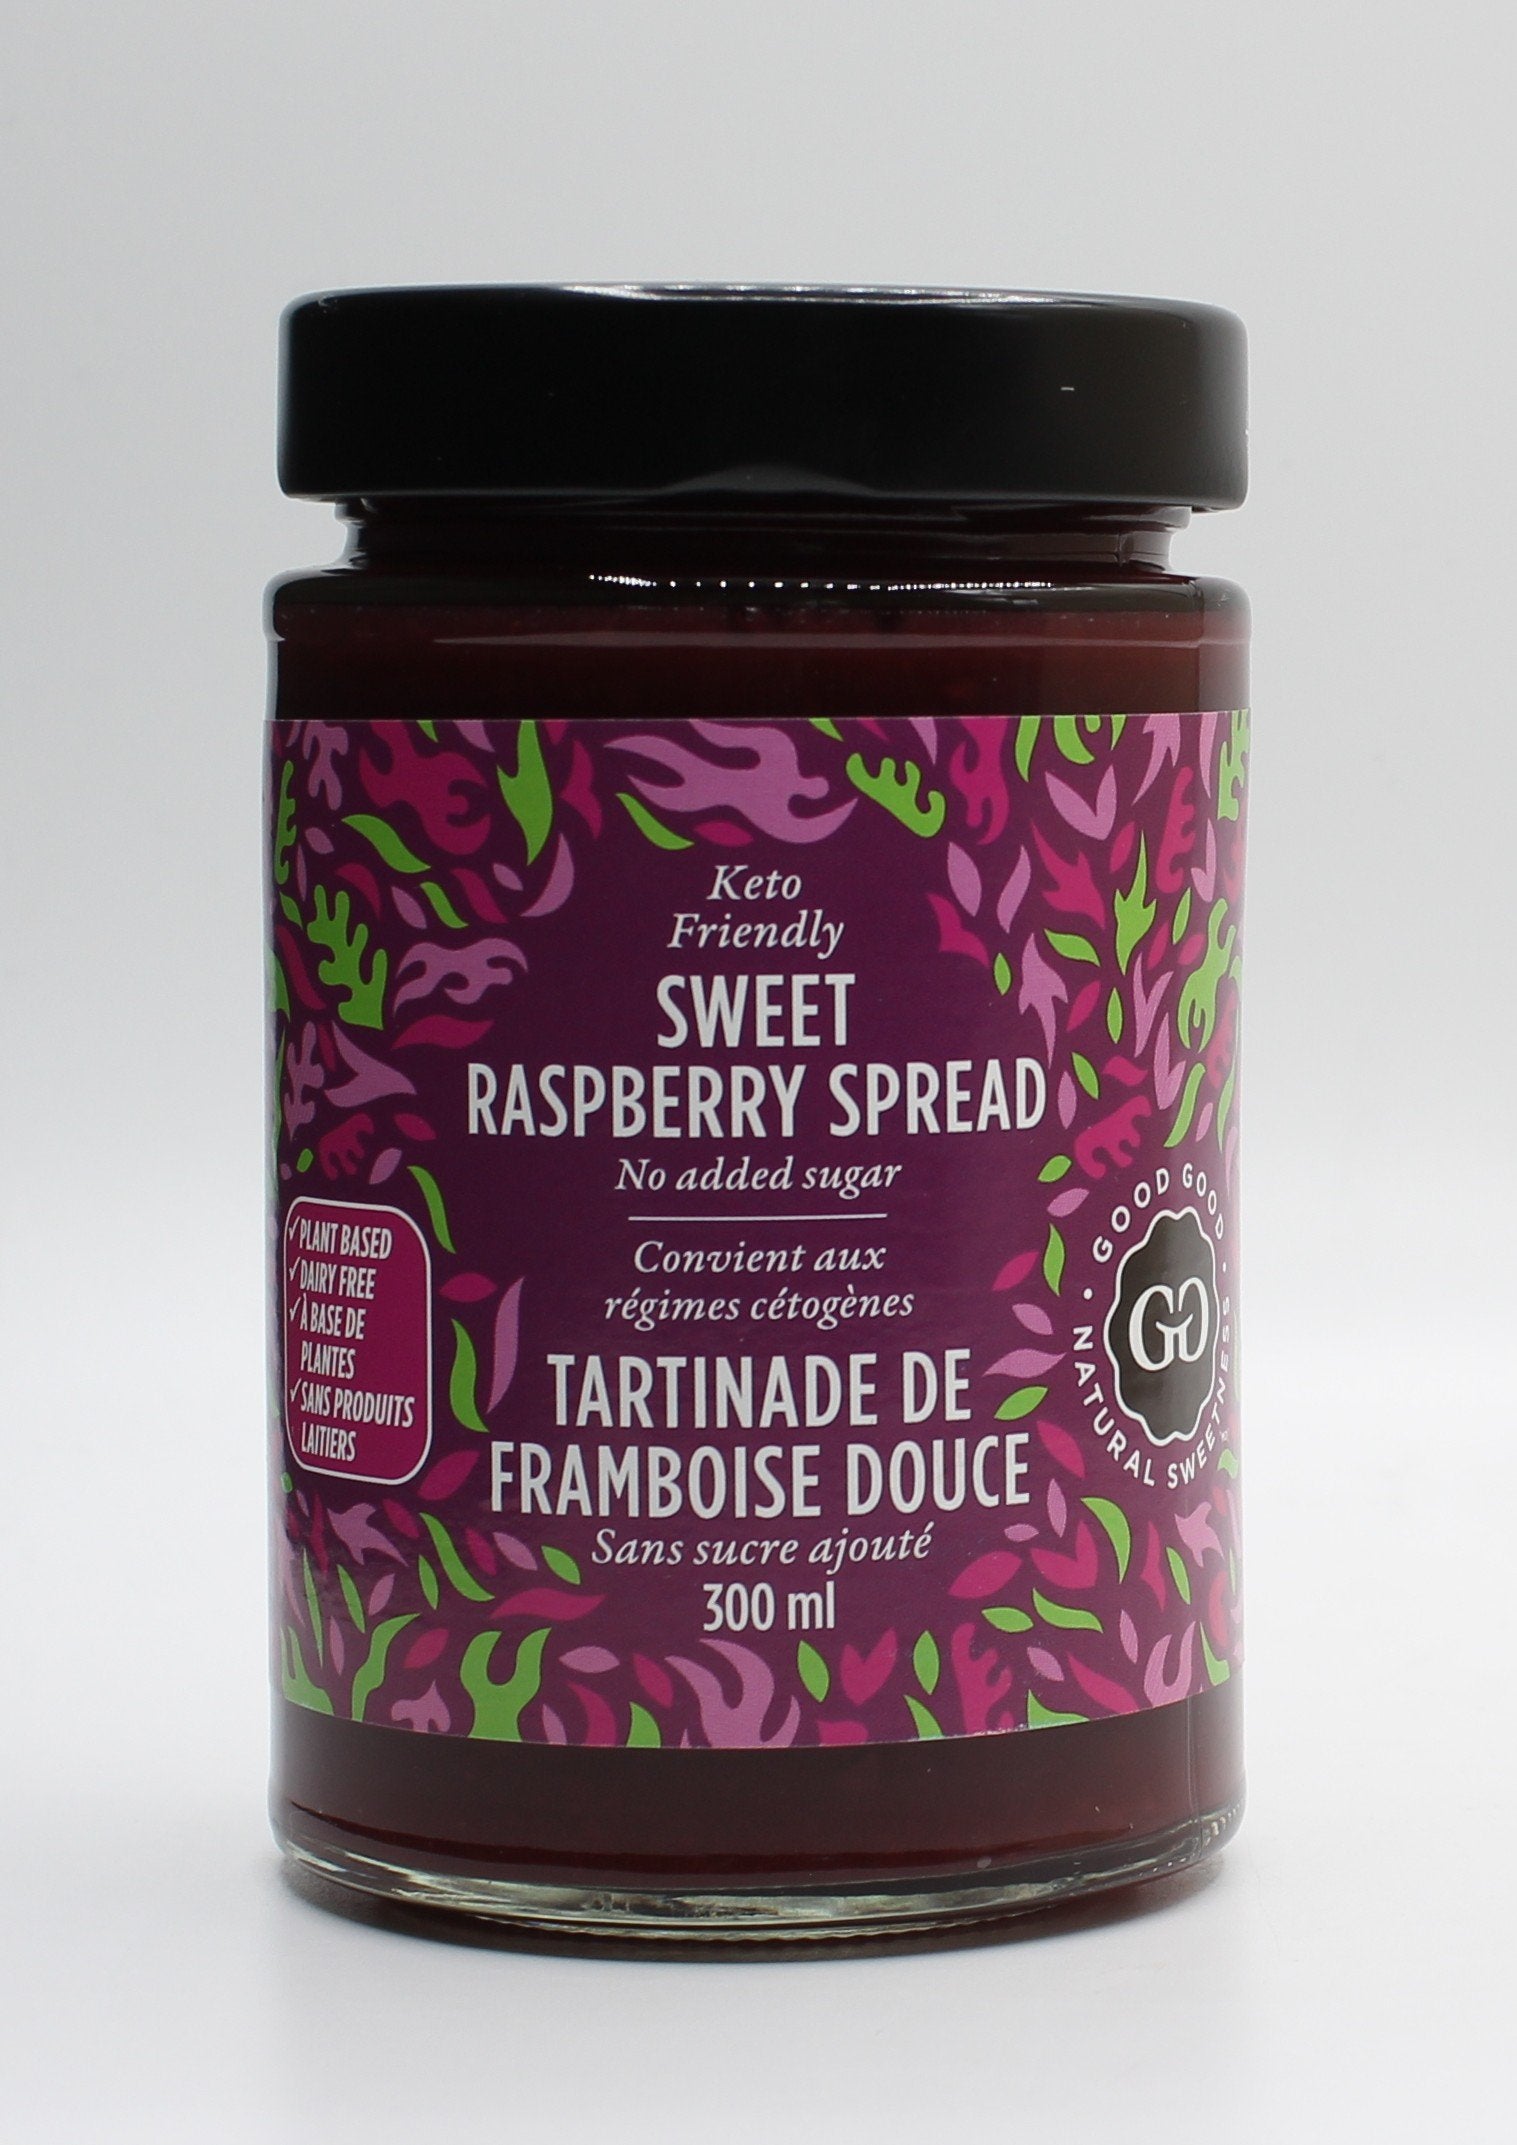 Keto
Friendly
SWEET
RASPBERRY SPREAD
No added sugar
Convient aux
régimes cétogènes
TARTINADE DE
FRAMBOISE DOUCE
Sans sucre ajouté
300 ml
✓PLANT BASED
✓DAIRY FREE
✓À BASE DE
PLANTES
✓SANS PRODUITS
LAITIERS
• GOOD GOOD •
GG
NATURAL SWEETNESS